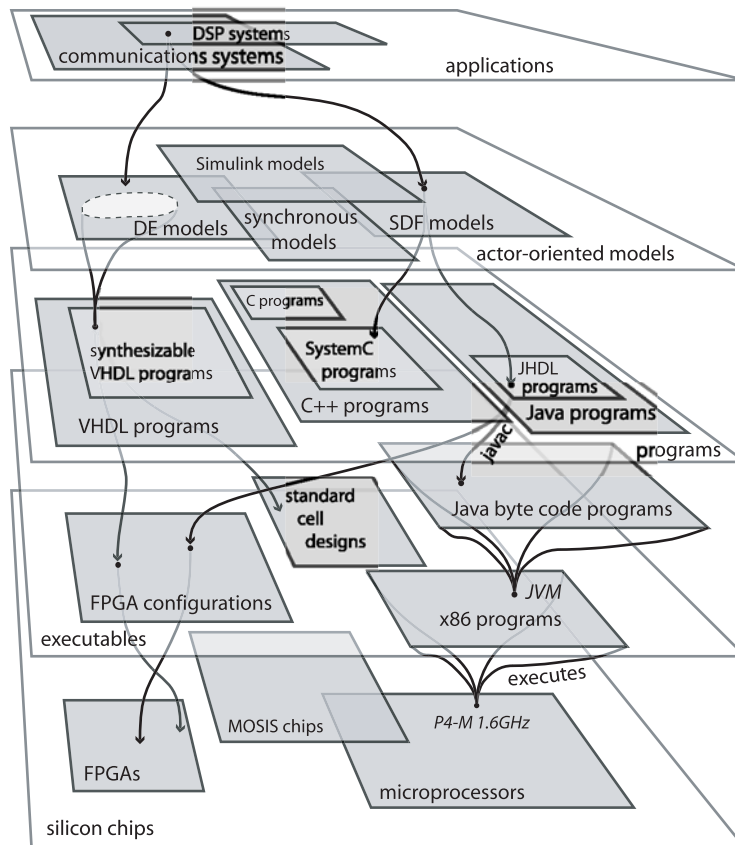 DSP systems
communications systems
applications
Simulink models
DE models
synchronous
models
SDF models
actor-oriented models
C programs
synthesizable
VHDL programs
SystemC
programs
JHDL
programs
C++ programs
Java programs
VHDL programs
javac
programs
standard
cell
designs
Java byte code programs
FPGA configurations
JVM
x86 programs
executables
executes
MOSIS chips
P4-M 1.6GHz
FPGAs
microprocessors
silicon chips